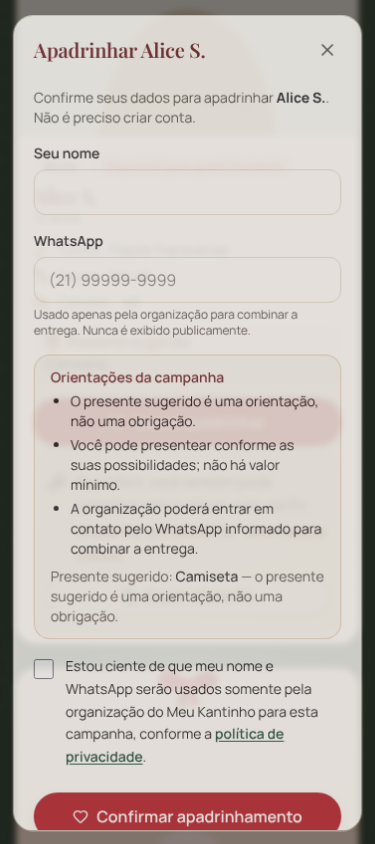 Apadrinhar Alice S.
Confirme seus dados para apadrinhar Alice S..
Não é preciso criar conta.
Seu nome
WhatsApp
(21) 99999-9999
Usado apenas pela organização para combinar a
entrega. Nunca é exibido publicamente.
Orientações da campanha
• O presente sugerido é uma orientação,
não uma obrigação.
• Você pode presentear conforme as
suas possibilidades; não há valor
mínimo.
• A organização poderá entrar em
contato pelo WhatsApp informado para
combinar a entrega.
Presente sugerido: Camiseta — o presente
sugerido é uma orientação, não uma
obrigação.
Estou ciente de que meu nome e
WhatsApp serão usados somente pela
organização do Meu Kantinho para esta
campanha, conforme a política de
privacidade.
Confirmar apadrinhamento